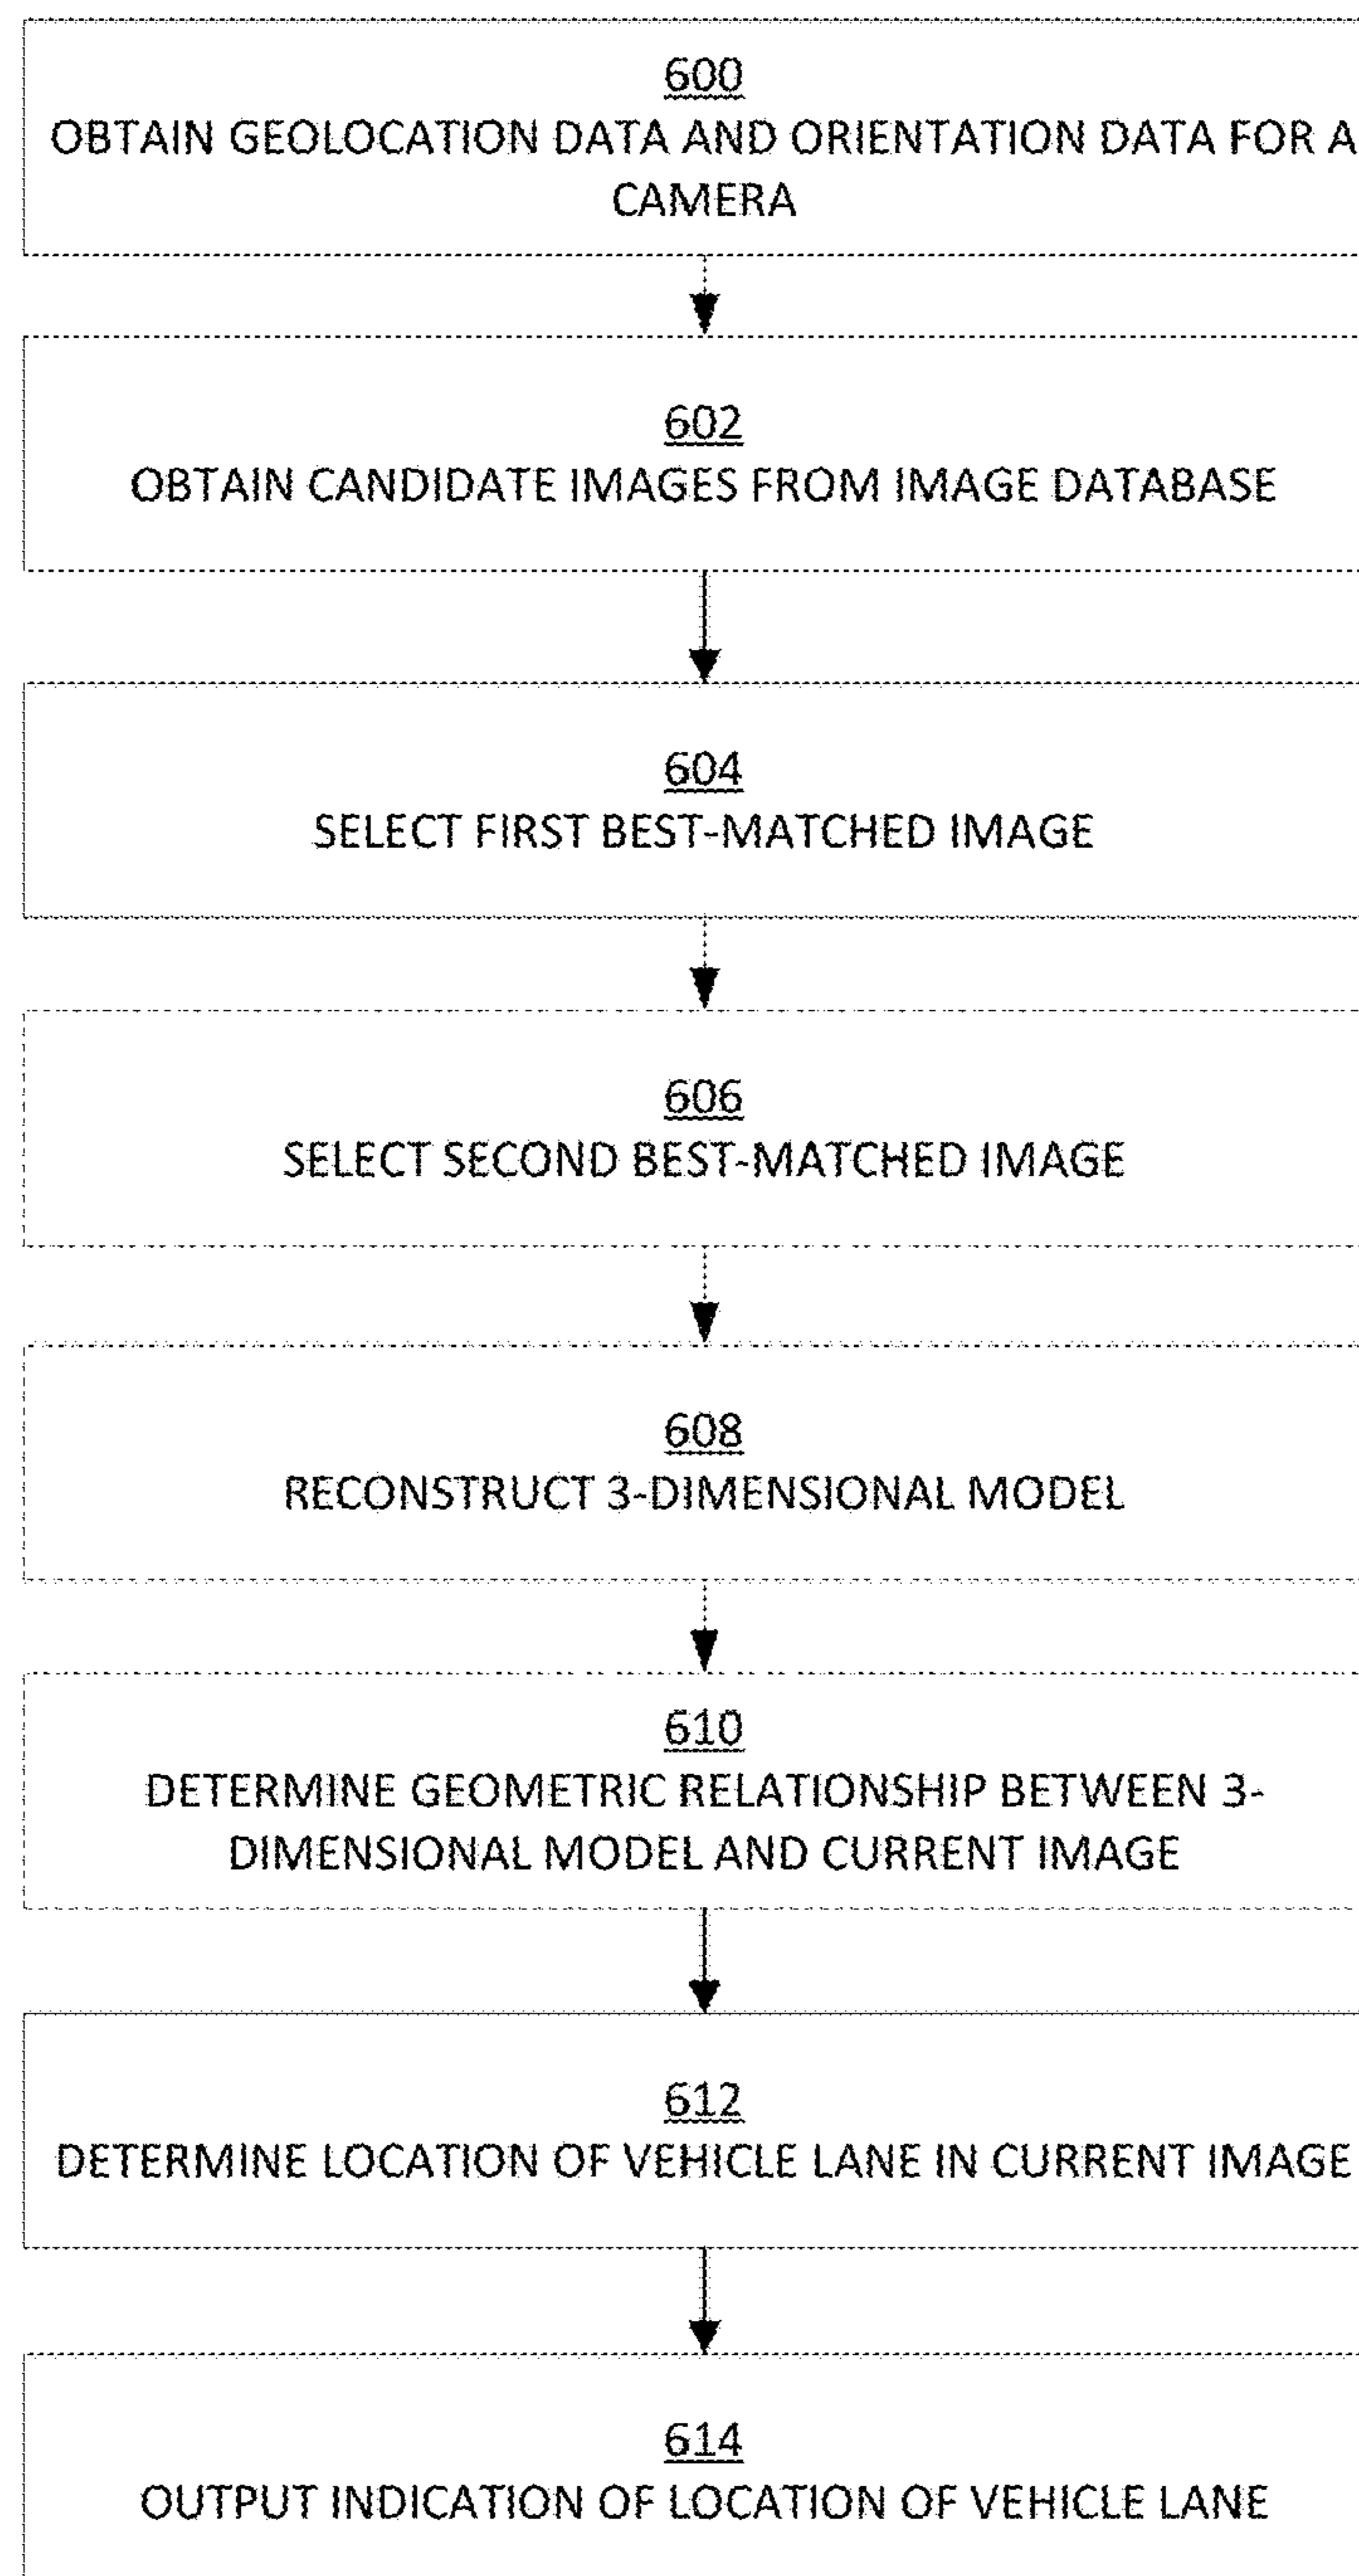 600
OBTAIN GEOLOCATION DATA AND ORIENTATION DATA FOR A
CAMERA
602
OBTAIN CANDIDATE IMAGES FROM IMAGE DATABASE
604
SELECT FIRST BEST-MATCHED IMAGE
606
SELECT SECOND BEST-MATCHED IMAGE
608
RECONSTRUCT 3-DIMENSIONAL MODEL
610
DETERMINE GEOMETRIC RELATIONSHIP BETWEEN 3-
DIMENSIONAL MODEL AND CURRENT IMAGE
612
DETERMINE LOCATION OF VEHICLE LANE IN CURRENT IMAGE
614
OUTPUT INDICATION OF LOCATION OF VEHICLE LANE